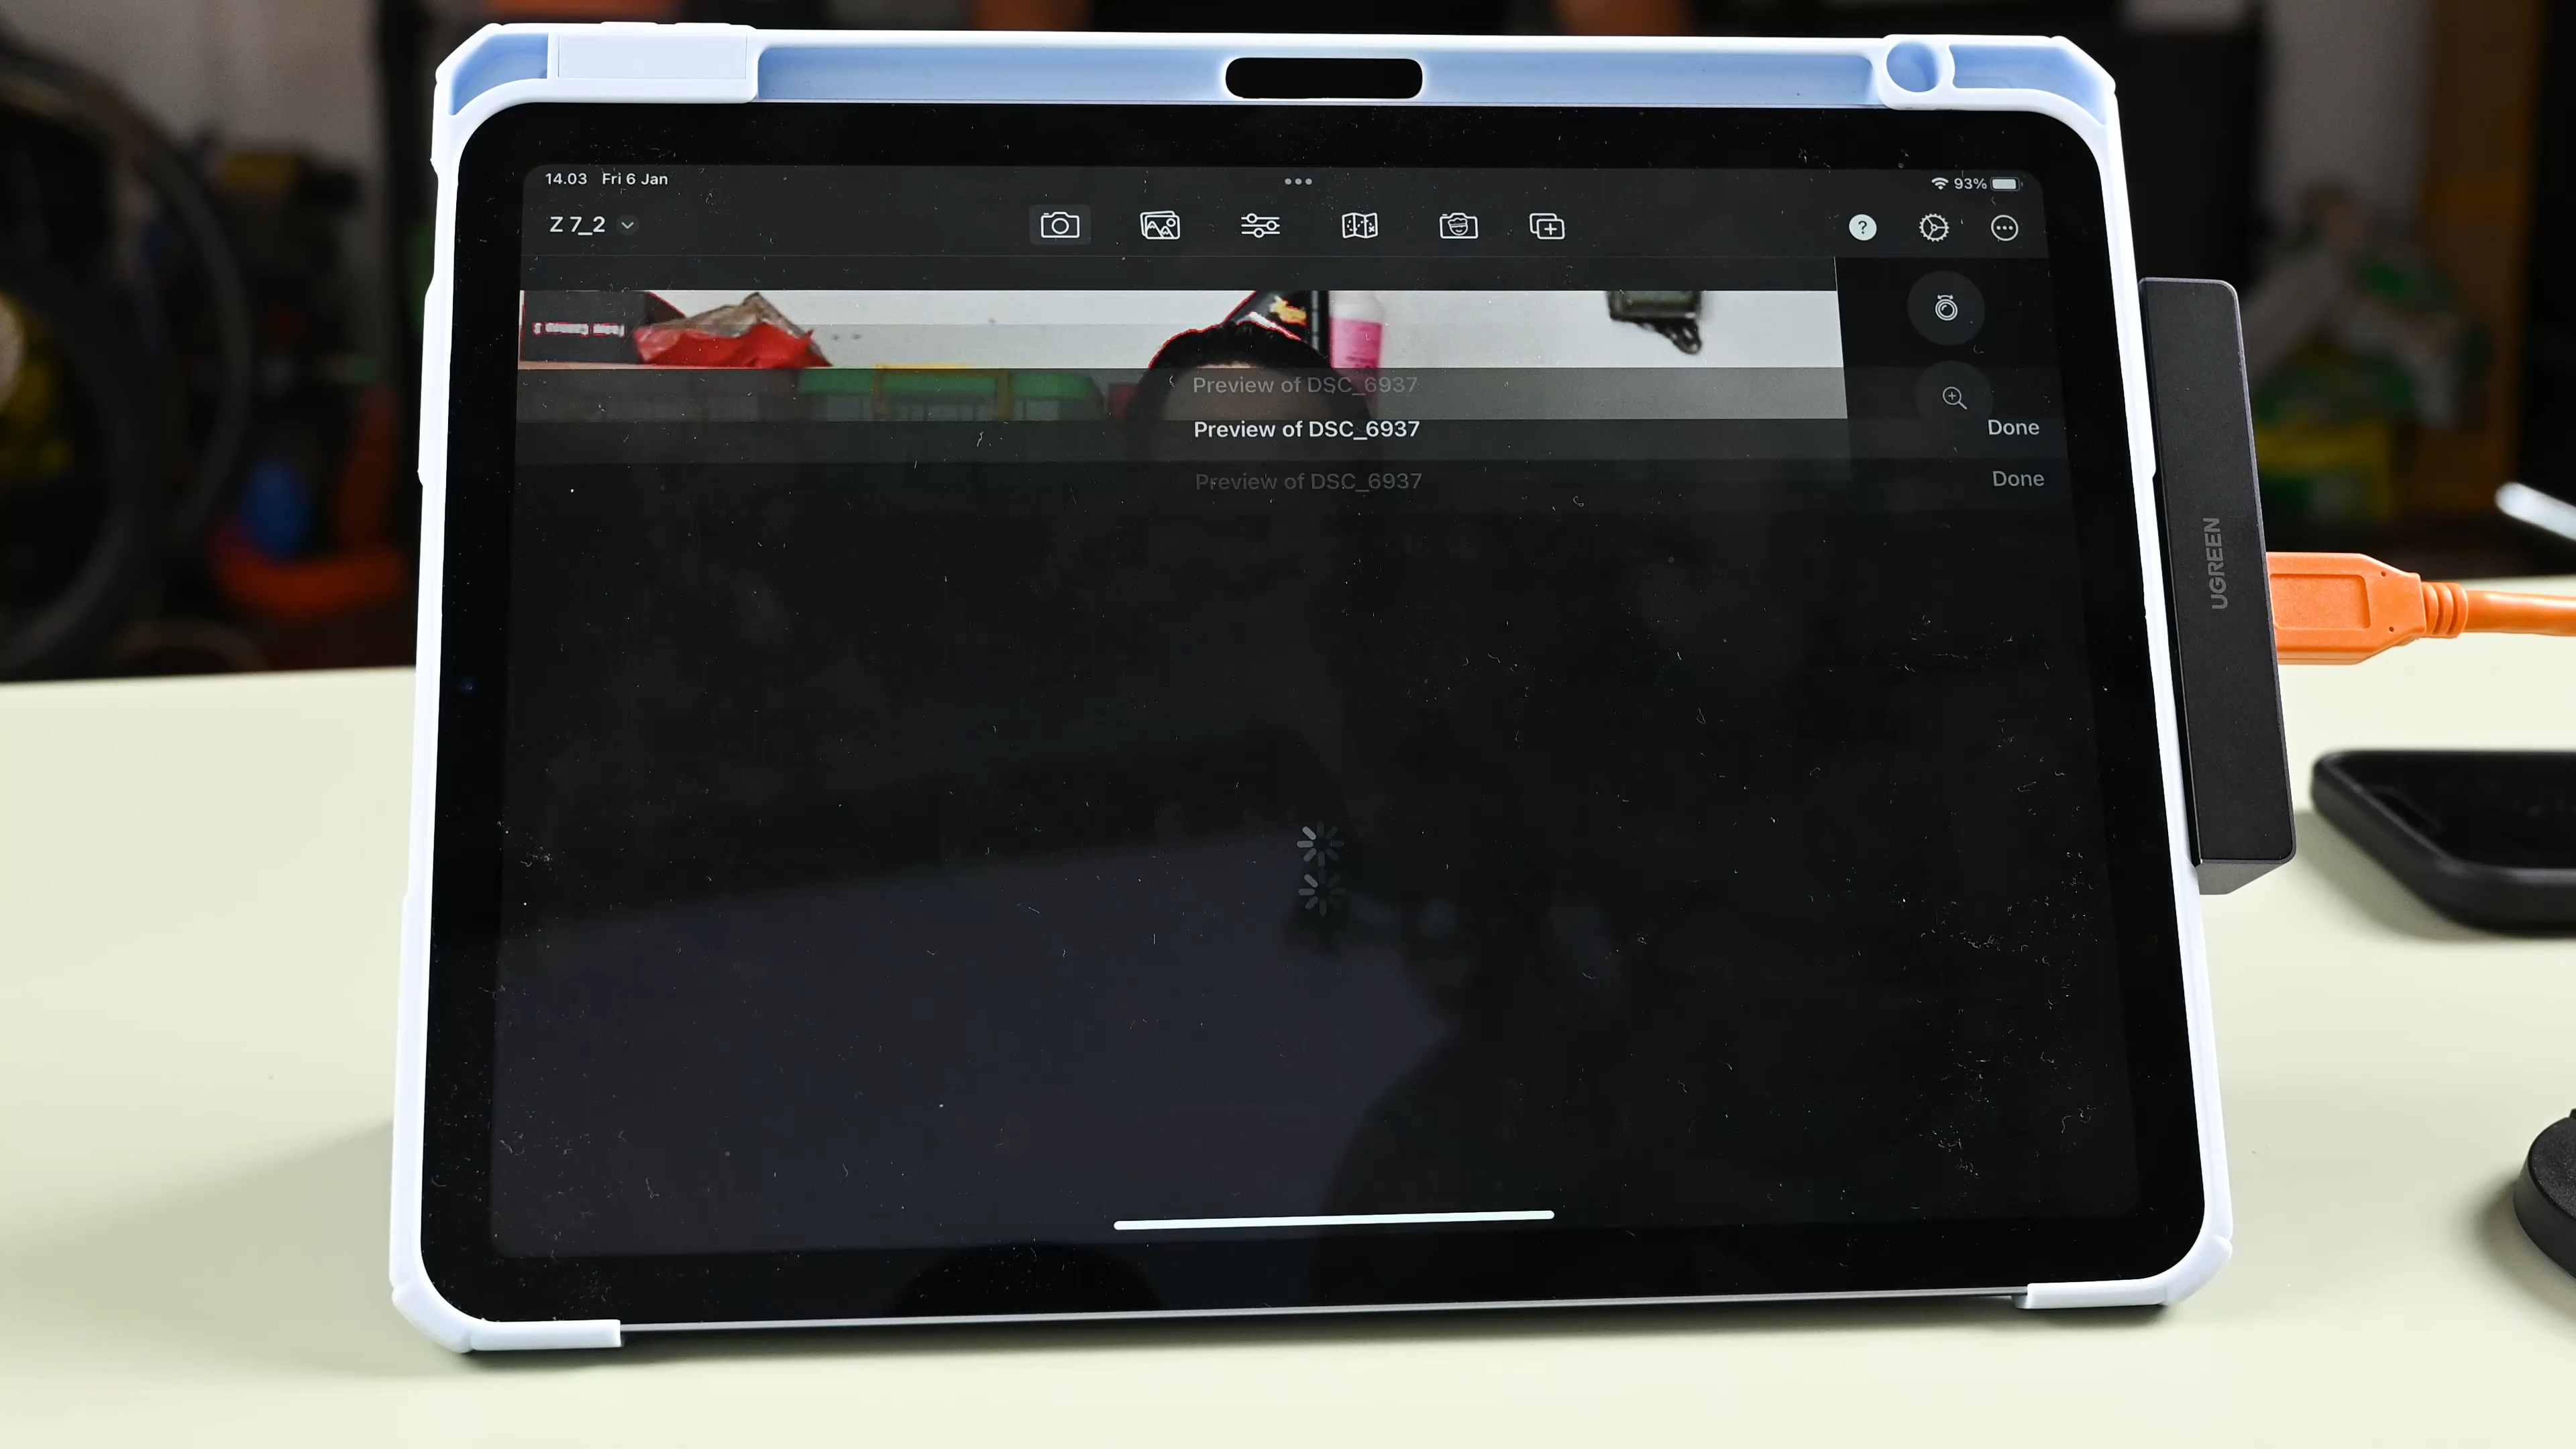 14.03 Fri 6 Jan
93%
Z 7_2
?
Preview of DSC_6937
Preview of DSC_6937
Done
Preview of DSC_6937
Done
UGREEN